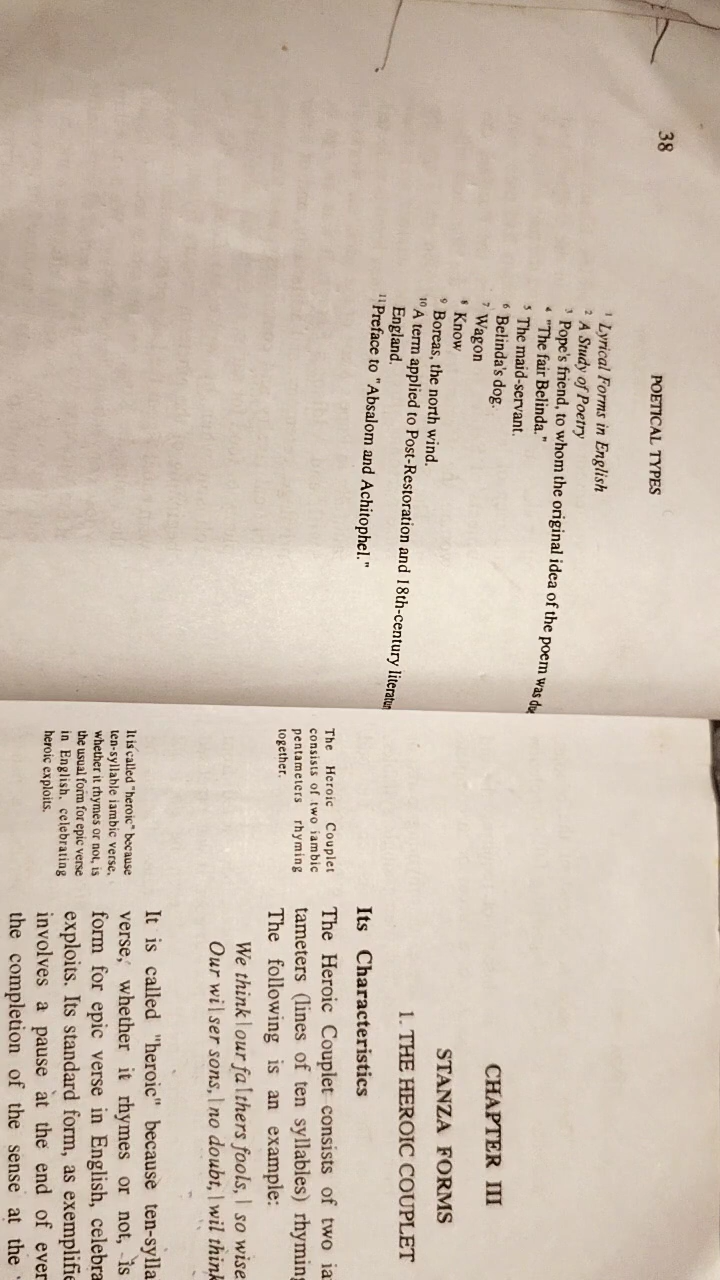 38
POETICAL TYPES
1 Lyrical Forms in English
2 A Study of Poetry
3 Pope's friend, to whom the original idea of the poem was
4 "The fair Belinda."
5 The maid-servant.
6 Belinda's dog.
7 Wagon
8 Know
9 Boreas, the north wind.
10 A term applied to Post-Restoration and 18th-century
England.
11 Preface to "Absalom and Achitophel."
CHAPTER III
STANZA FORMS
1. THE HEROIC COUPLET
Its Characteristics
The Heroic Couplet consists of two iambic pentameters rhyming together.
The Heroic Couplet consists of two
tameters (lines of ten syllables)
The following is an example:
We think | our fa | thers fools, | so wise
Our wi | ser sons, | no doubt, | wil think
It is called "heroic" because
ten-syllable iambic verse,
whether it rhymes or not, is
the usual form for epic verse
in English, celebrating
heroic exploits.
It is called "heroic" because
verse, whether it rhymes or not, is
form for epic verse in English,
exploits. Its standard form, as
involves a pause at the end of
the completion of the sense at the